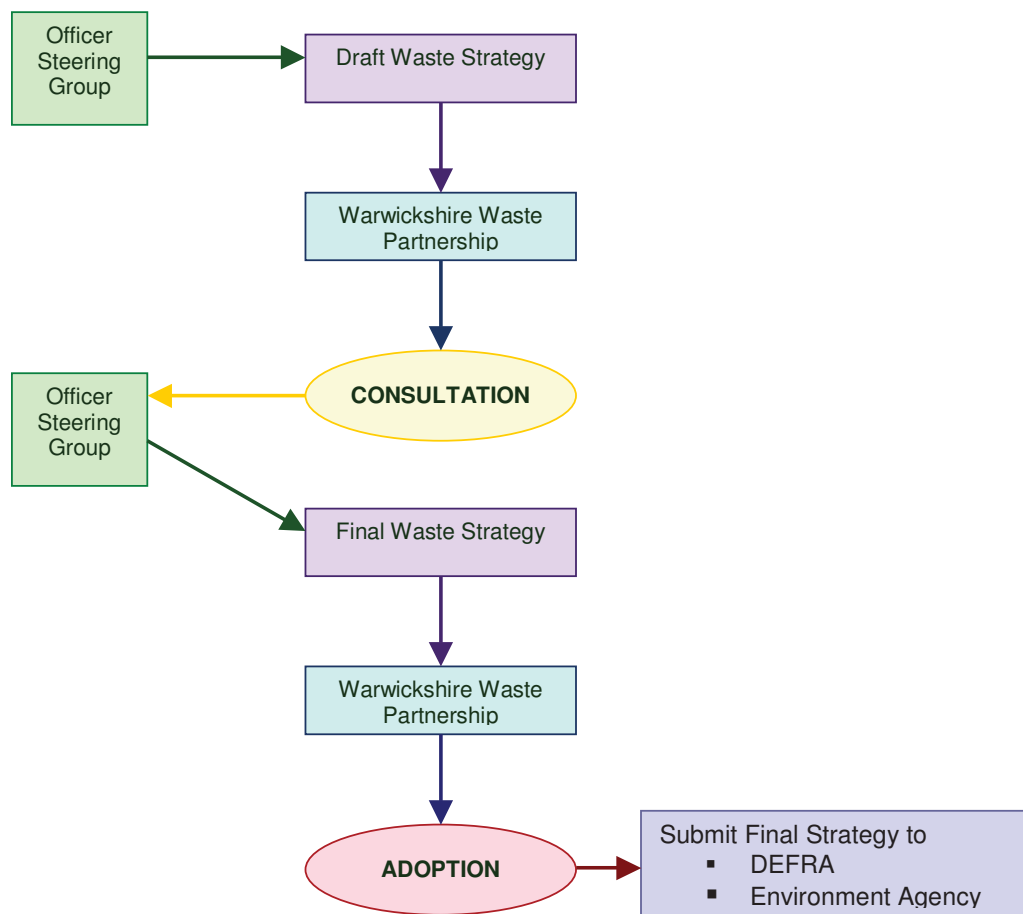 Officer
Steering
Group
Draft Waste Strategy
Warwickshire Waste
Partnership
CONSULTATION
Officer
Steering
Group
Final Waste Strategy
Warwickshire Waste
Partnership
ADOPTION
Submit Final Strategy to
▪ DEFRA
▪ Environment Agency